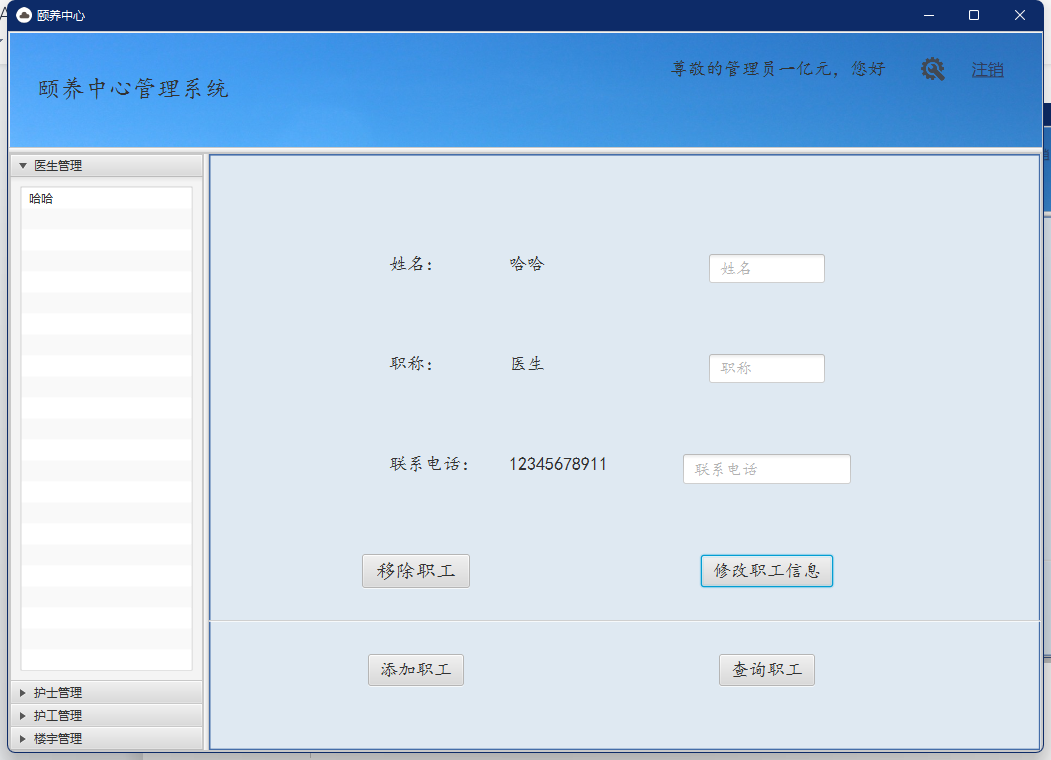 颐养中心
颐养中心管理系统
尊敬的管理员一亿元，您好
注销
医生管理
哈哈
姓名：
哈哈
姓名
职称：
医生
职称
联系电话：
12345678911
联系电话
移除职工
修改职工信息
添加职工
查询职工
护士管理
护工管理
楼宇管理